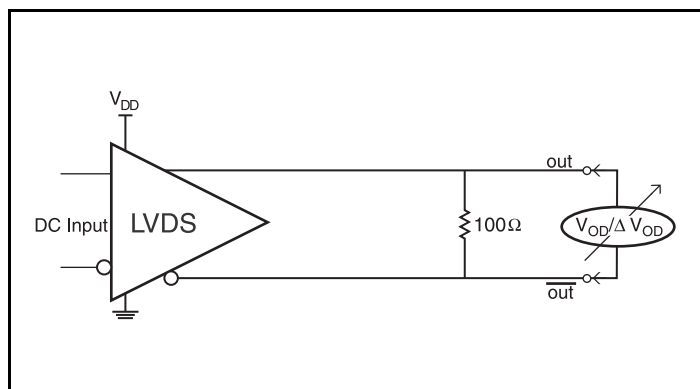 V_DD
out
DC Input
LVDS
100Ω
V_OD/Δ V_OD
out